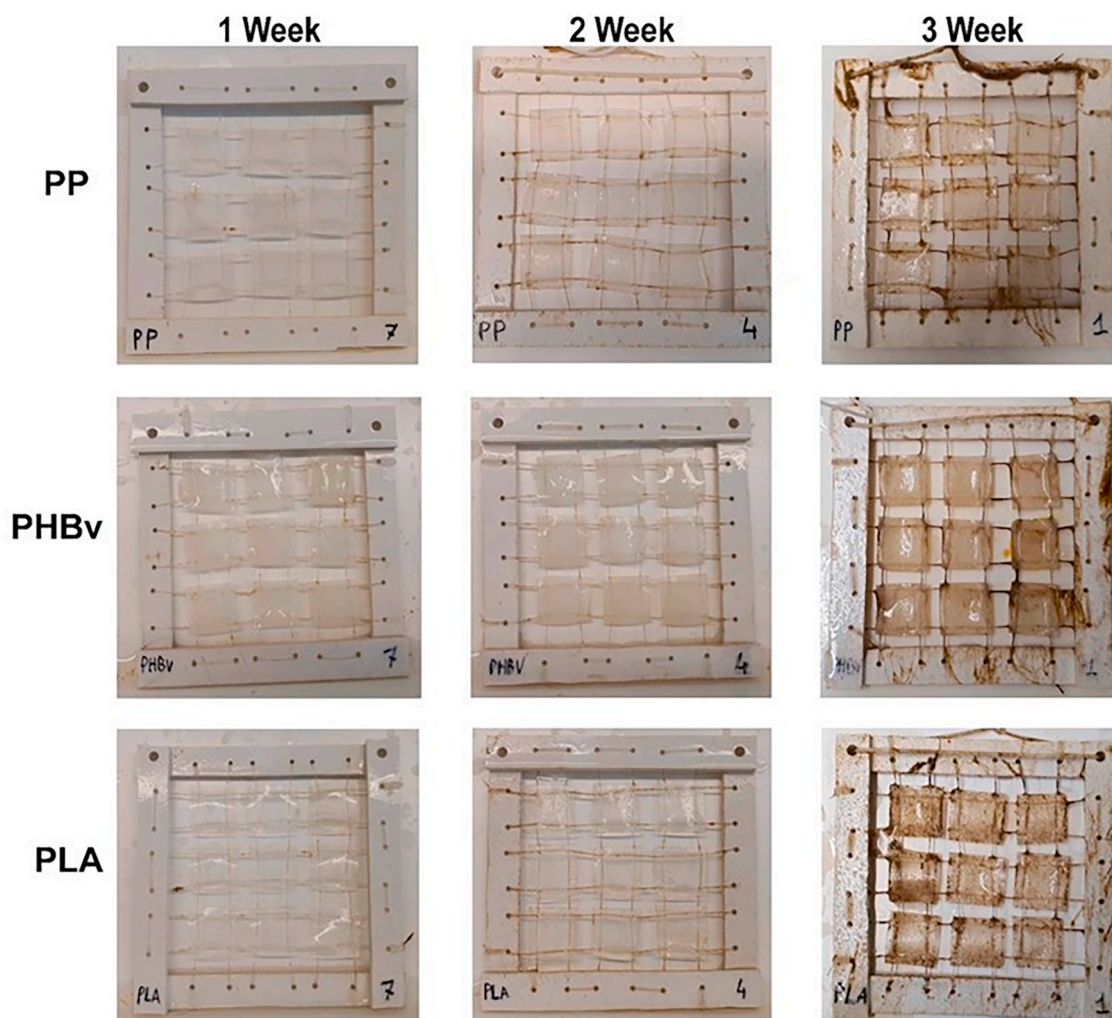 1 Week 2 Week 3 Week
PP
PP 7
PP 4
PP 1
PHBv
PHBV 7
PHBV 4
1
PLA
PLA 7
PLA 4
PLA 1